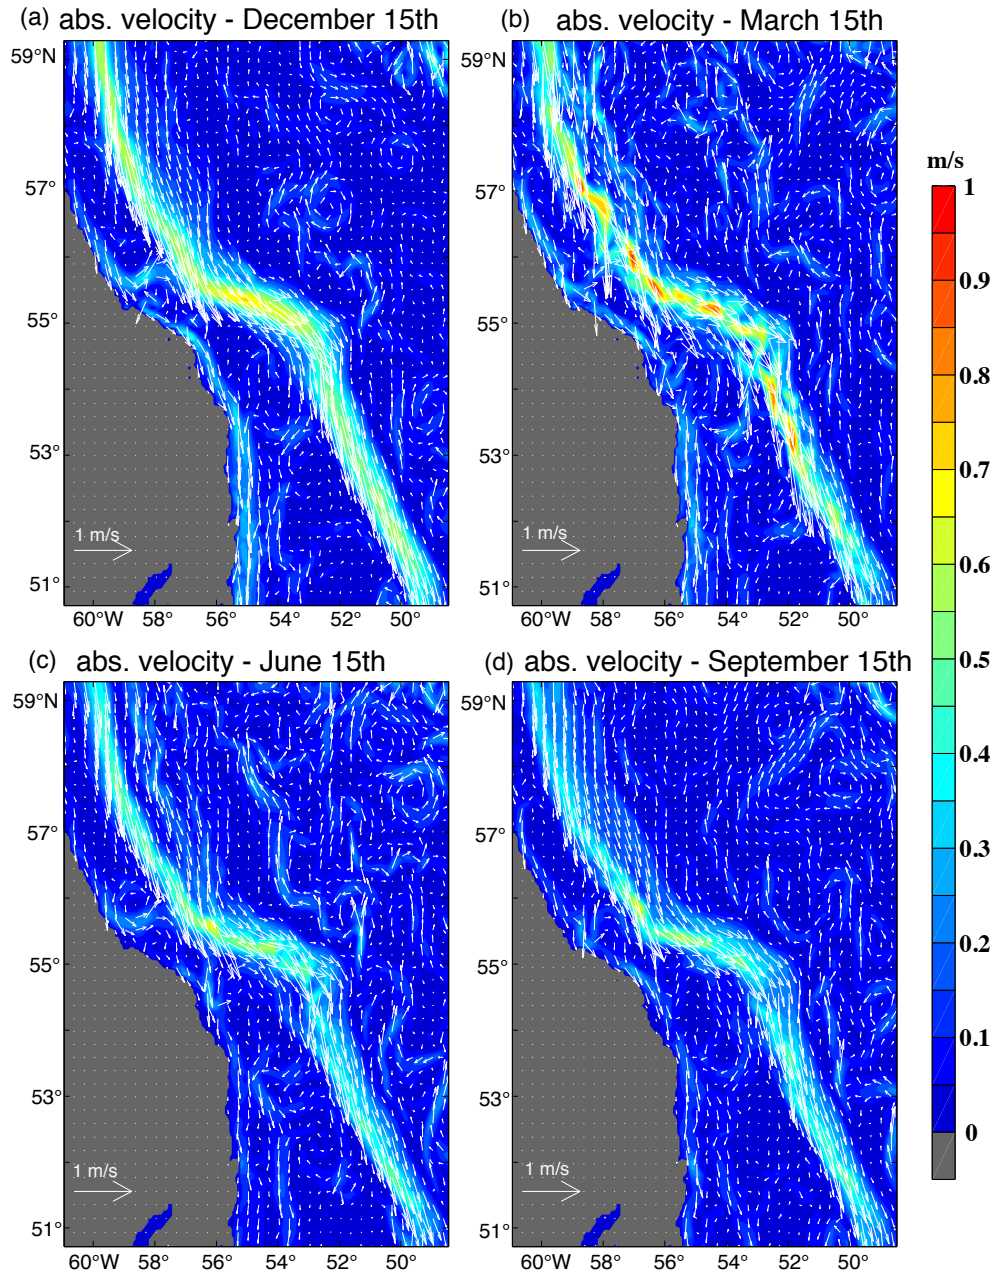 (a) abs. velocity - December 15th
(b) abs. velocity - March 15th
59°N
57°
55°
53°
51°
1 m/s
60°W 58° 56° 54° 52° 50°
59°N
57°
55°
53°
51°
1 m/s
60°W 58° 56° 54° 52° 50°
m/s
1
0.9
0.8
0.7
0.6
0.5
0.4
0.3
0.2
0.1
0
(c) abs. velocity - June 15th
(d) abs. velocity - September 15th
59°N
57°
55°
53°
51°
1 m/s
60°W 58° 56° 54° 52° 50°
59°N
57°
55°
53°
51°
1 m/s
60°W 58° 56° 54° 52° 50°